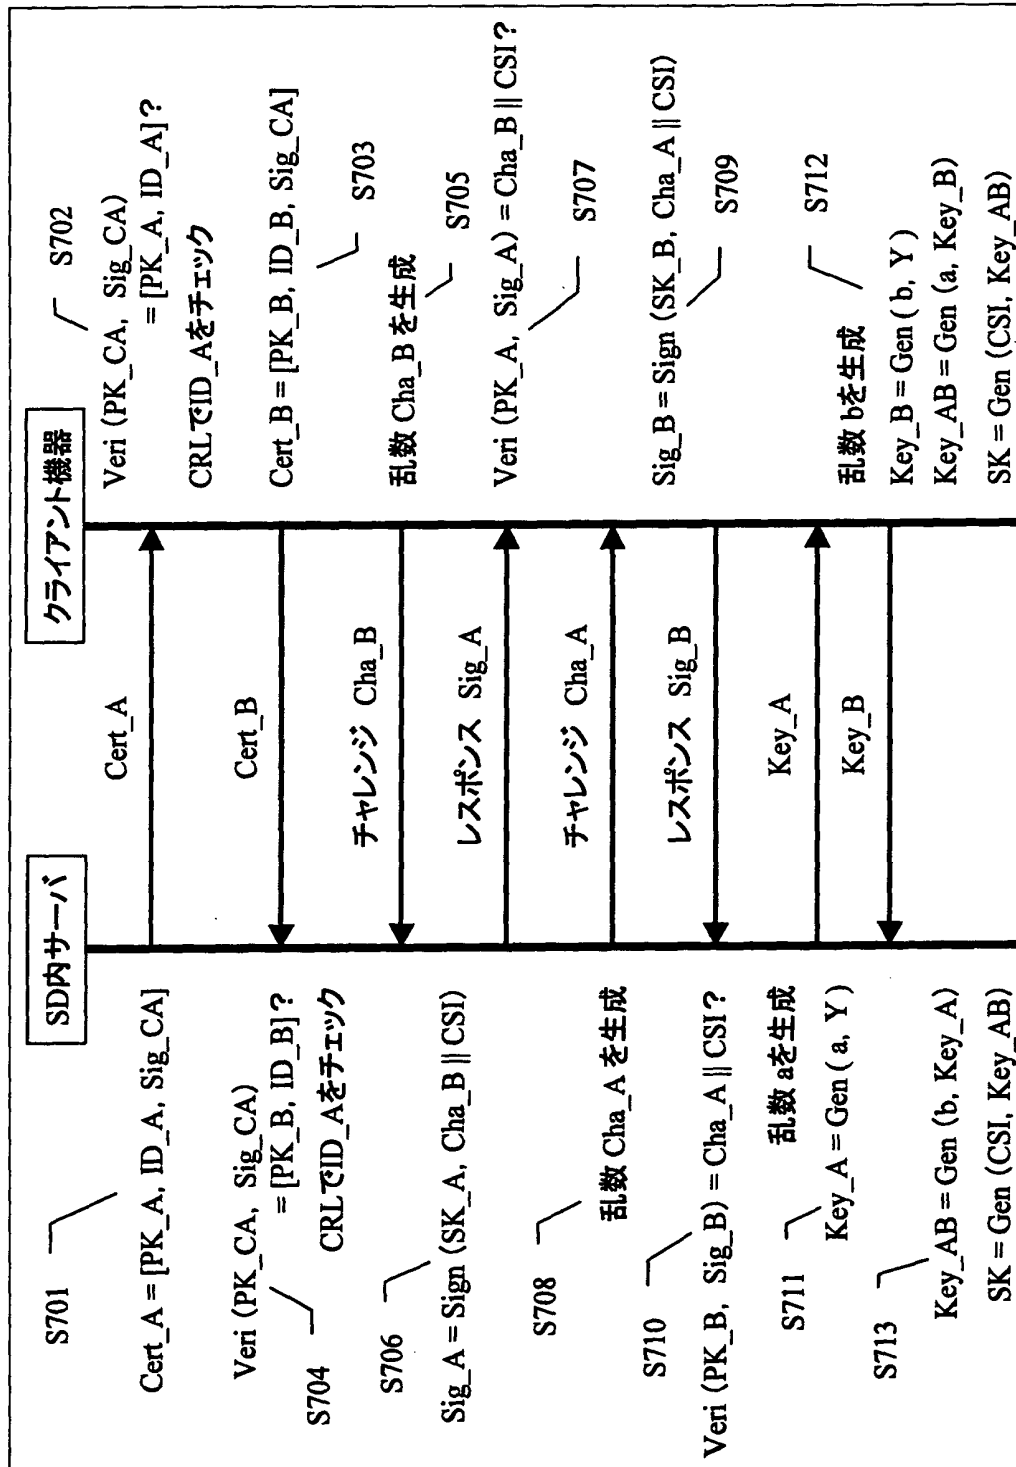 SD内サーバ
クライアント機器
S701
Cert_A = [PK_A, ID_A, Sig_CA]
Cert_A
S702
Veri (PK_CA, Sig_CA)
= [PK_A, ID_A]?
CRLでID_Aをチェック
Cert_B = [PK_B, ID_B, Sig_CA]
S703
Cert_B
Veri (PK_CA, Sig_CA)
= [PK_B, ID_B]?
CRLでID_Aをチェック
S704
乱数 Cha_B を生成
S705
チャレンジ Cha_B
S706
Sig_A = Sign (SK_A, Cha_B || CSI)
レスポンス Sig_A
Veri (PK_A, Sig_A) = Cha_B || CSI?
S707
S708
乱数 Cha_A を生成
チャレンジ Cha_A
Sig_B = Sign (SK_B, Cha_A || CSI)
S709
レスポンス Sig_B
S710
Veri (PK_B, Sig_B) = Cha_A || CSI?
S711
乱数 aを生成
Key_A = Gen ( a, Y )
Key_A
S712
乱数 bを生成
Key_B = Gen ( b, Y )
Key_AB = Gen (a, Key_B)
SK = Gen (CSI, Key_AB)
Key_B
S713
Key_AB = Gen (b, Key_A)
SK = Gen (CSI, Key_AB)